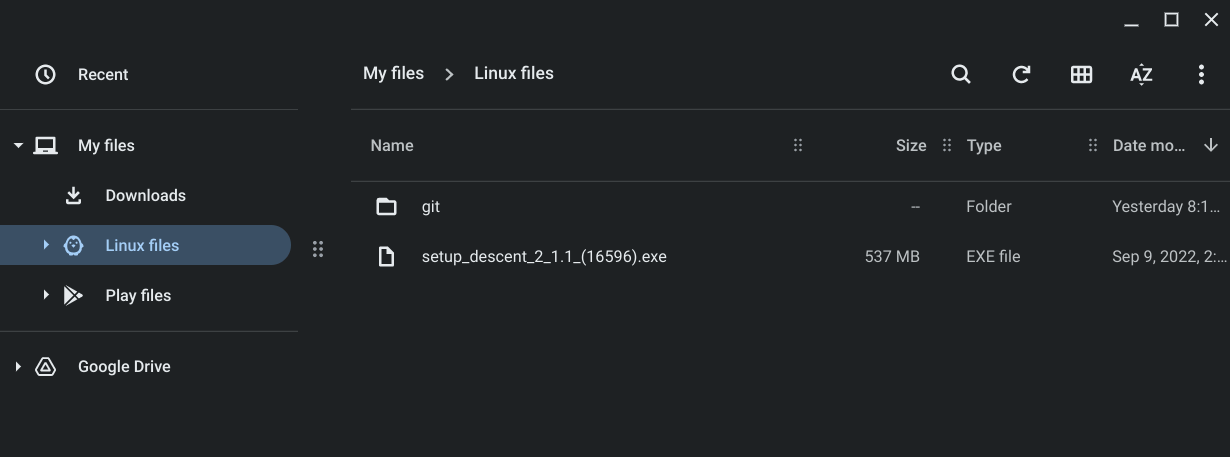 Recent
My files
Downloads
Linux files
Play files
Google Drive
My files > Linux files
AZ
Name Size Type Date mo...
git -- Folder Yesterday 8:1...
setup_descent_2_1.1_(16596).exe 537 MB EXE file Sep 9, 2022, 2:...